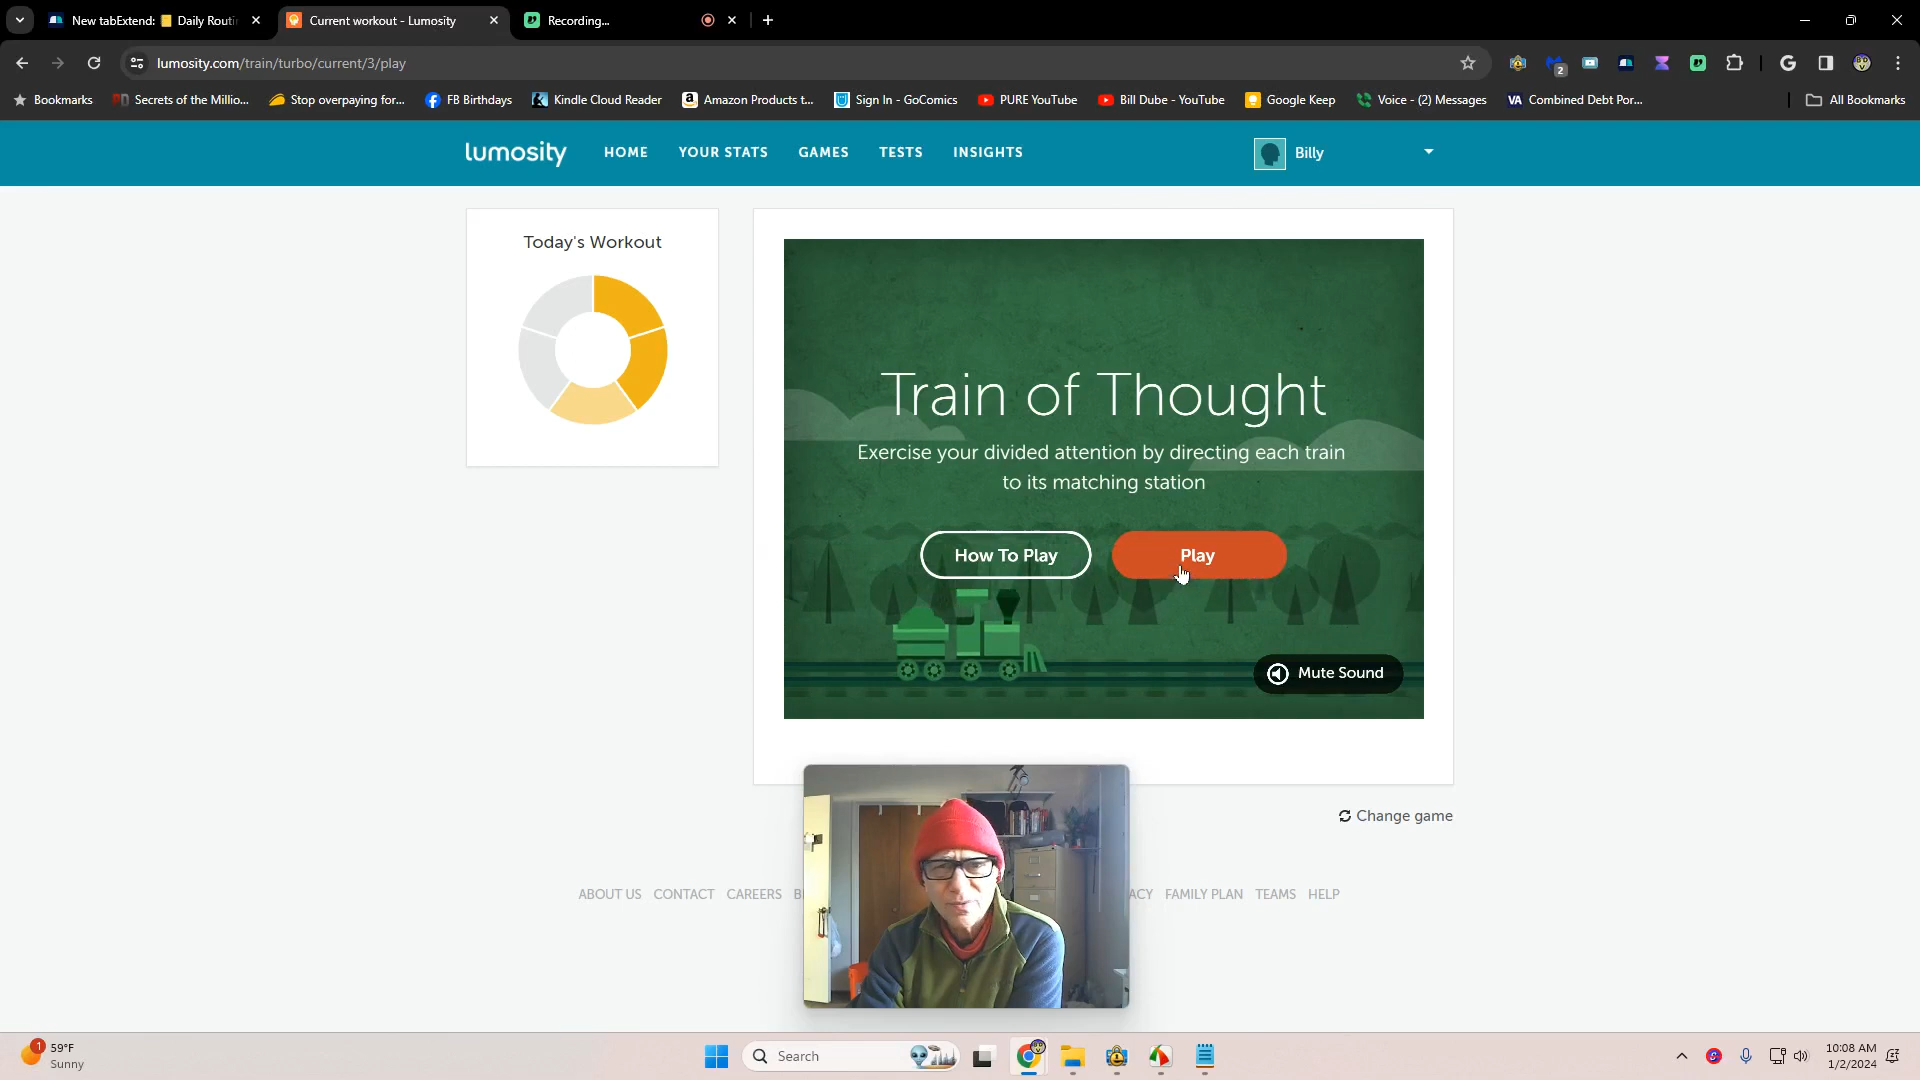 New tabExtend: Daily Routi
Current workout - Lumosity
Recording...
lumosity.com/train/turbo/current/3/play
2
Bookmarks
Secrets of the Millio...
Stop overpaying for...
FB Birthdays
Kindle Cloud Reader
Amazon Products t...
Sign In - GoComics
PURE YouTube
Bill Dube - YouTube
Google Keep
Voice - (2) Messages
VA Combined Debt Por...
All Bookmarks
lumosity
HOME
YOUR STATS
GAMES
TESTS
INSIGHTS
Billy
Today's Workout
Train of Thought
Exercise your divided attention by directing each train
to its matching station
How To Play
Play
Mute Sound
Change game
ABOUT US
CONTACT
CAREERS
B
ACY
FAMILY PLAN
TEAMS
HELP
1
59°F
Sunny
Search
10:08 AM
1/2/2024